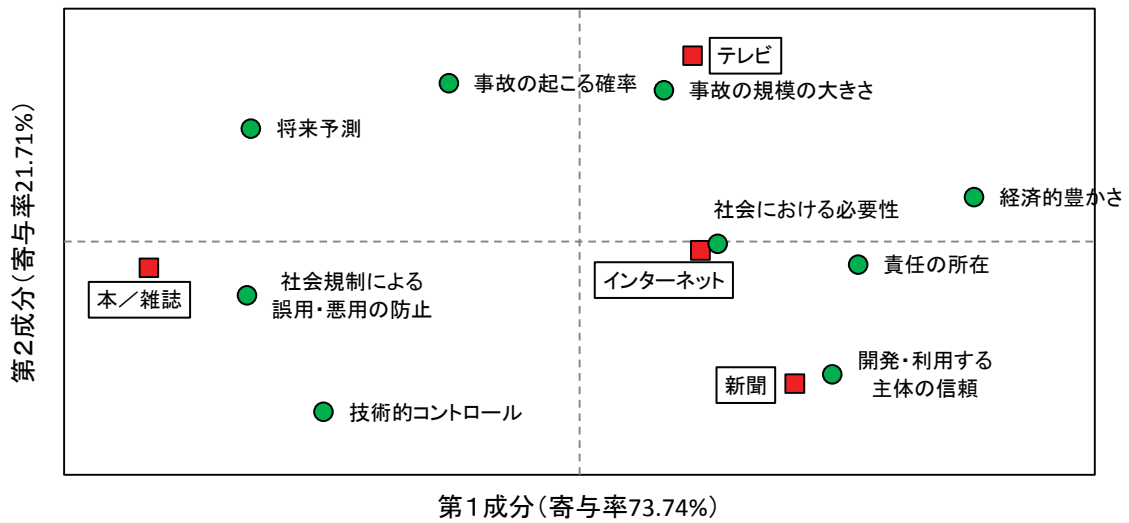 テレビ
事故の起こる確率
事故の規模の大きさ
将来予測
経済的豊かさ
社会における必要性
責任の所在
インターネット
本／雑誌
社会規制による
誤用・悪用の防止
開発・利用する
主体の信頼
新聞
技術的コントロール
第2成分（寄与率21.71%）
第１成分（寄与率73.74%）